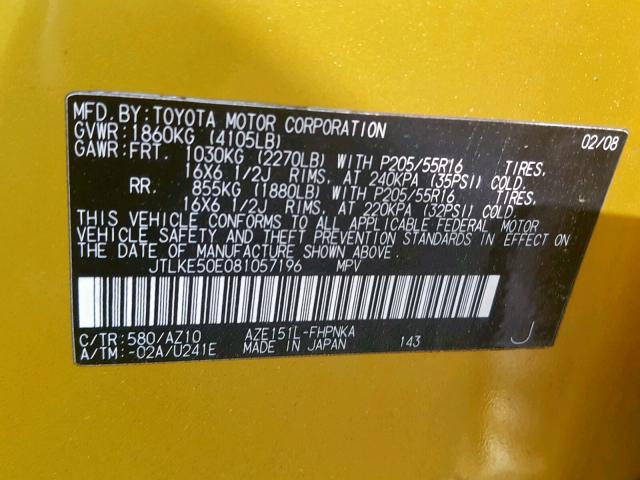 MFD. BY: TOYOTA MOTOR CORPORATION 02/08
GVWR: 1860KG (4105LB)
GAWR: FRT. 1030KG (2270LB) WITH P205/55R16 TIRES.
16X6 1/2J RIMS. AT 240KPA (35PSI) COLD.
RR. 855KG (1880LB) WITH P205/55R16 TIRES.
16X6 1/2J RIMS. AT 220KPA (32PSI) COLD.
THIS VEHICLE CONFORMS TO ALL APPLICABLE FEDERAL MOTOR
VEHICLE SAFETY AND THEFT PREVENTION STANDARDS IN EFFECT ON
THE DATE OF MANUFACTURE SHOWN ABOVE.
JTLKE50E081057196 MPV
C/TR: 580/AZ10 AZE151L-FHPNKA
A/TM: -02A/U241E MADE IN JAPAN 143 J